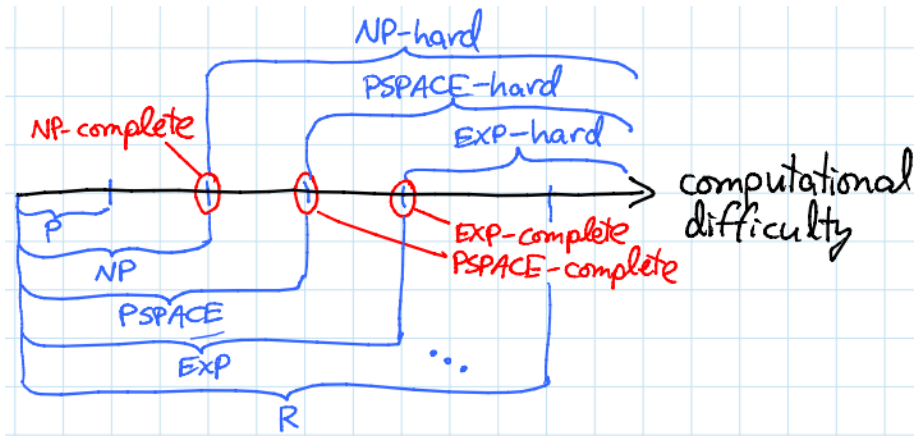 NP-hard
PSPACE-hard
NP-complete
EXP-hard
computational
difficulty
P
EXP-complete
NP
PSPACE-complete
PSPACE
EXP
...
R